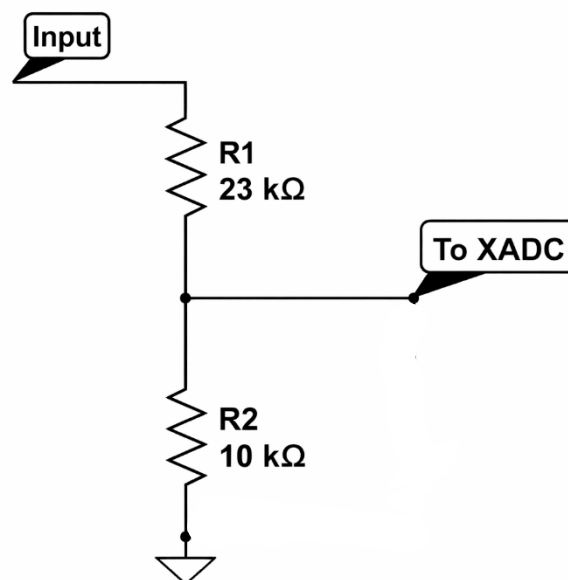 Input
R1
23 kΩ
To XADC
R2
10 kΩ